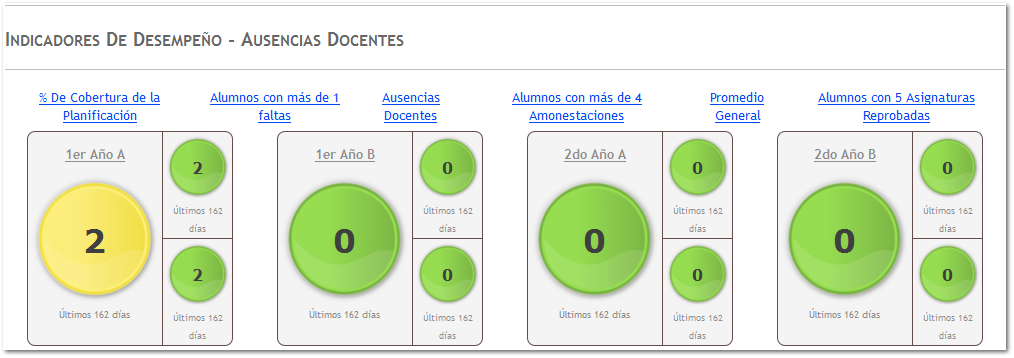 Indicadores De Desempeño - Ausencias Docentes
% De Cobertura de la
Planificación
Alumnos con más de 1
faltas
Ausencias
Docentes
Alumnos con más de 4
Amonestaciones
Promedio
General
Alumnos con 5 Asignaturas
Reprobadas
1er Año A
2
Últimos 162 días
2
Últimos 162
días
2
Últimos 162
días
1er Año B
0
Últimos 162 días
0
Últimos 162
días
0
Últimos 162
días
2do Año A
0
Últimos 162 días
0
Últimos 162
días
0
Últimos 162
días
2do Año B
0
Últimos 162 días
0
Últimos 162
días
0
Últimos 162
días